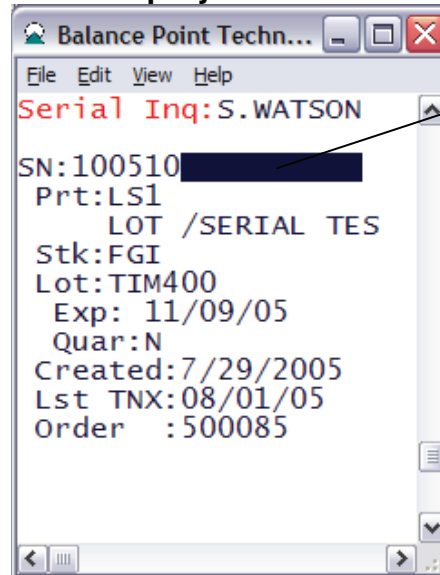 Balance Point Techn...
File Edit View Help
Serial Inq:S.WATSON
SN:100510
Prt:LS1
LOT /SERIAL TES
Stk:FGI
Lot:TIM400
Exp: 11/09/05
Quar:N
Created:7/29/2005
Lst TNX:08/01/05
Order :500085